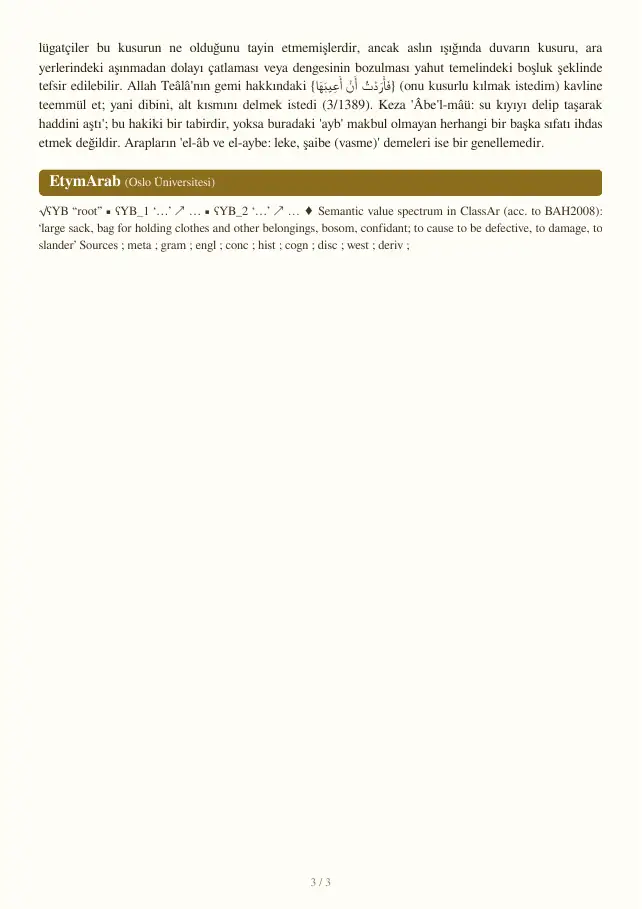 lügatçiler bu kusurun ne olduğunu tayin etmemişlerdir, ancak aslın ışığında duvarın kusuru, ara
yerlerindeki aşınmadan dolayı çatlaması veya dengesinin bozulması yahut temelindeki boşluk şeklinde
tefsir edilebilir. Allah Teâlâ'nın gemi hakkındaki {فَأَرَدْتُ أَنْ أَعِيبَهَا} (onu kusurlu kılmak istedim) kavline
teemmül et; yani dibini, alt kısmını delmek istedi (3/1389). Keza 'Âbe'l-mâü: su kıyıyı delip taşarak
haddini aştı'; bu hakiki bir tabirdir, yoksa buradaki 'ayb' makbul olmayan herhangi bir başka sıfatı ihdas
etmek değildir. Arapların 'el-âb ve el-aybe: leke, şaibe (vasme)' demeleri ise bir genellemedir.
EtymArab (Oslo Üniversitesi)
√ʕYB “root” ▪ ʕYB_1 ‘…’ ↗ … ▪ ʕYB_2 ‘…’ ↗ … ♦ Semantic value spectrum in ClassAr (acc. to BAH2008):
‘large sack, bag for holding clothes and other belongings, bosom, confidant; to cause to be defective, to damage, to
slander’ Sources ; meta ; gram ; engl ; conc ; hist ; cogn ; disc ; west ; deriv ;
3 / 3